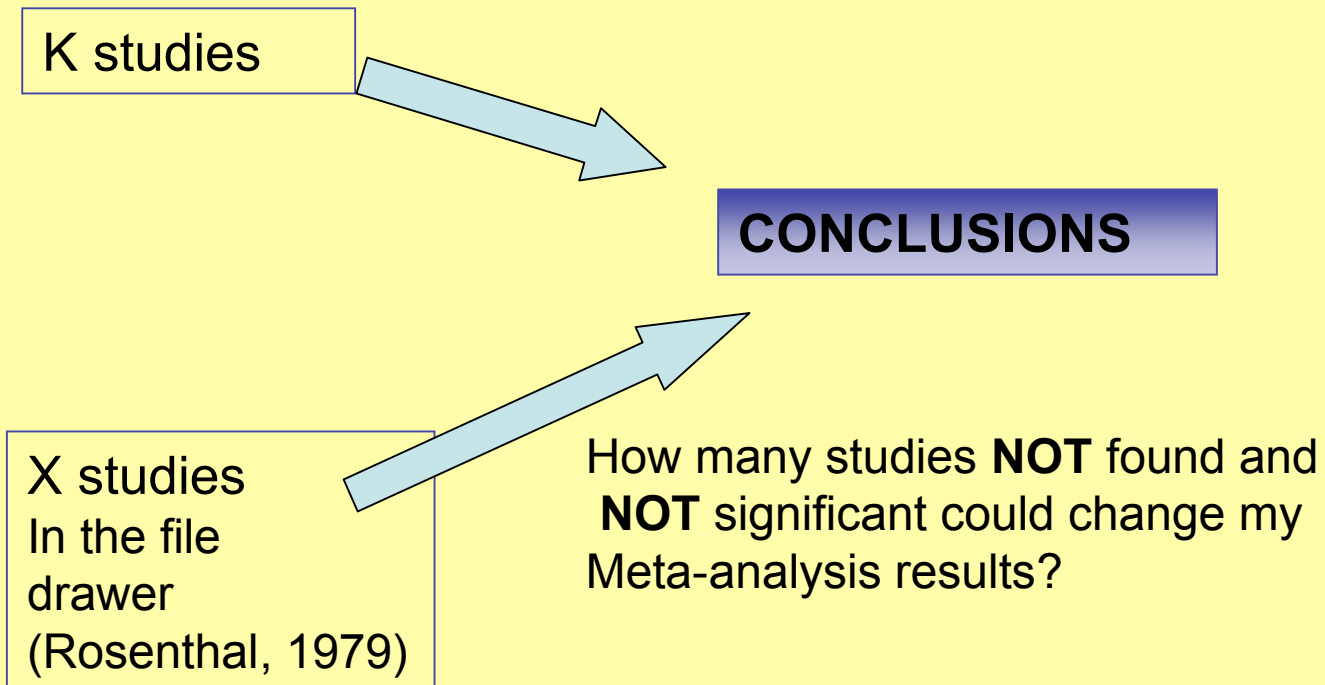 K studies
CONCLUSIONS
X studies
In the file
drawer
(Rosenthal, 1979)
How many studies NOT found and
NOT significant could change my
Meta-analysis results?